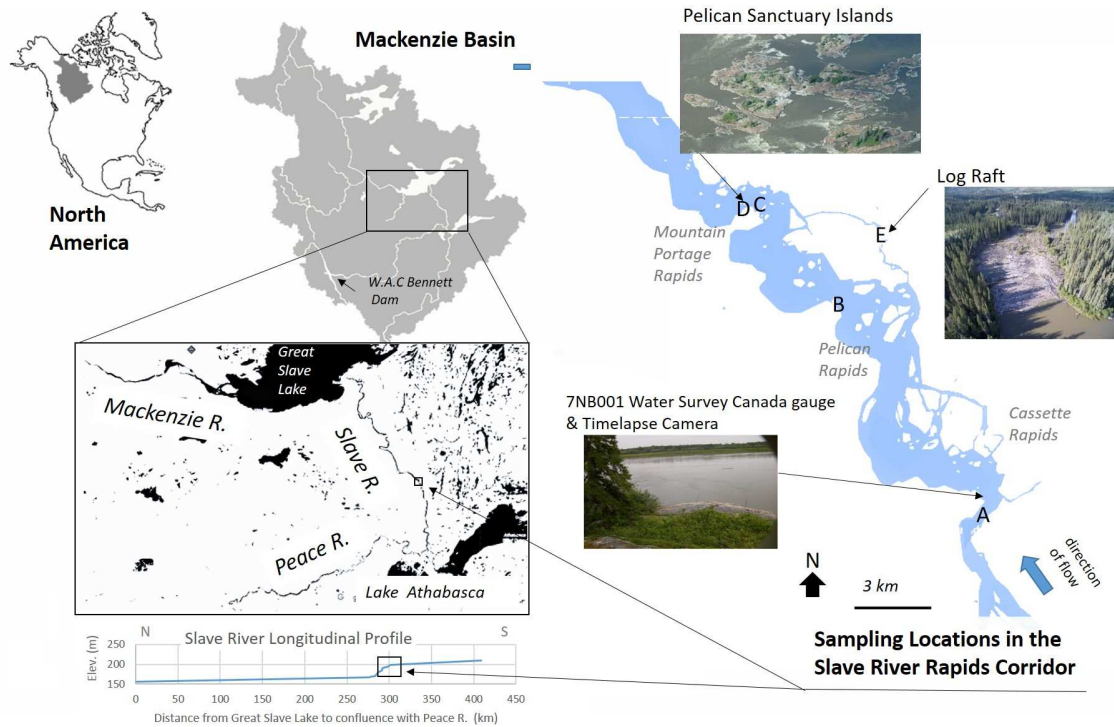 Pelican Sanctuary Islands
Mackenzie Basin
Log Raft
North
America
D C
E
Mountain
Portage
Rapids
W.A.C Bennett
Dam
B
Pelican
Rapids
Great
Slave
Lake
Mackenzie R.
Slave R.
7NB001 Water Survey Canada gauge
& Timelapse Camera
Cassette
Rapids
A
Peace R.
N
direction
of flow
Lake Athabasca
3 km
N
Slave River Longitudinal Profile
S
Sampling Locations in the
Slave River Rapids Corridor
Elev. (m)
250
200
150
0 50 100 150 200 250 300 350 400 450
Distance from Great Slave Lake to confluence with Peace R. (km)